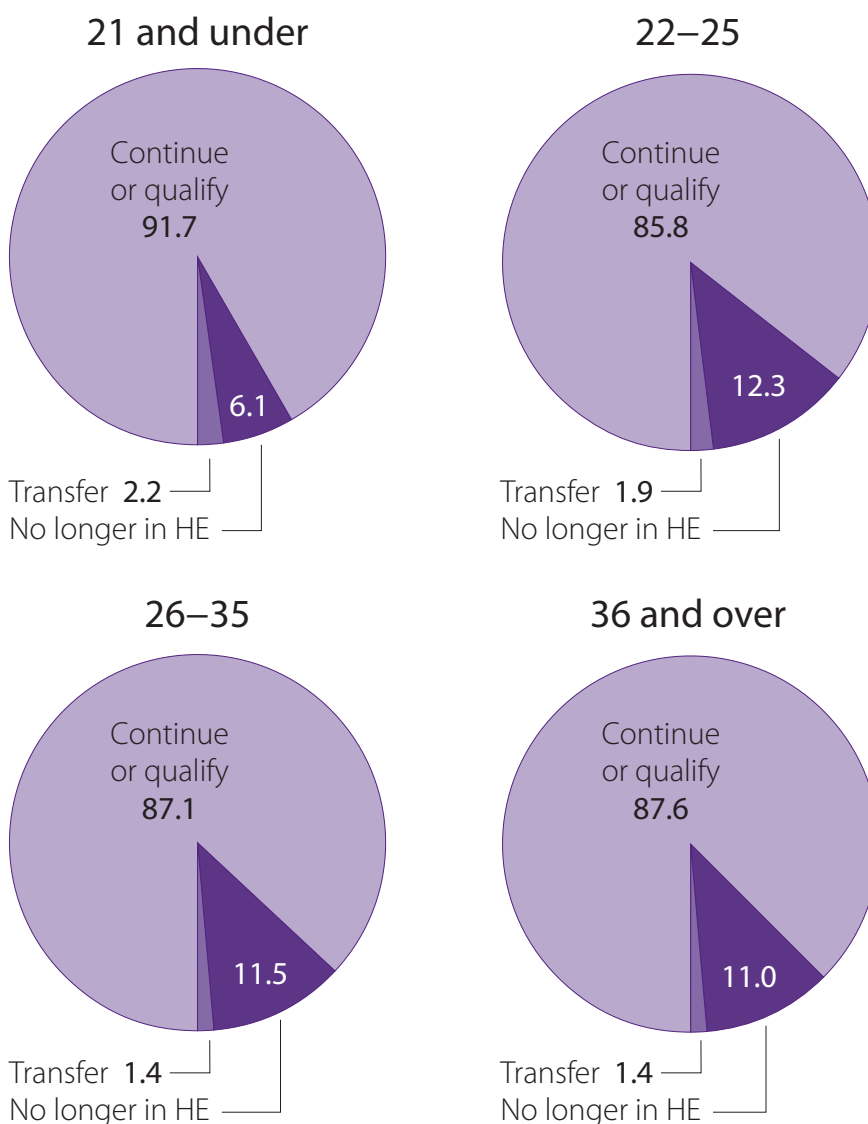 21 and under
Continue
or qualify
91.7
6.1
Transfer 2.2
No longer in HE
22–25
Continue
or qualify
85.8
12.3
Transfer 1.9
No longer in HE
26–35
Continue
or qualify
87.1
11.5
Transfer 1.4
No longer in HE
36 and over
Continue
or qualify
87.6
11.0
Transfer 1.4
No longer in HE